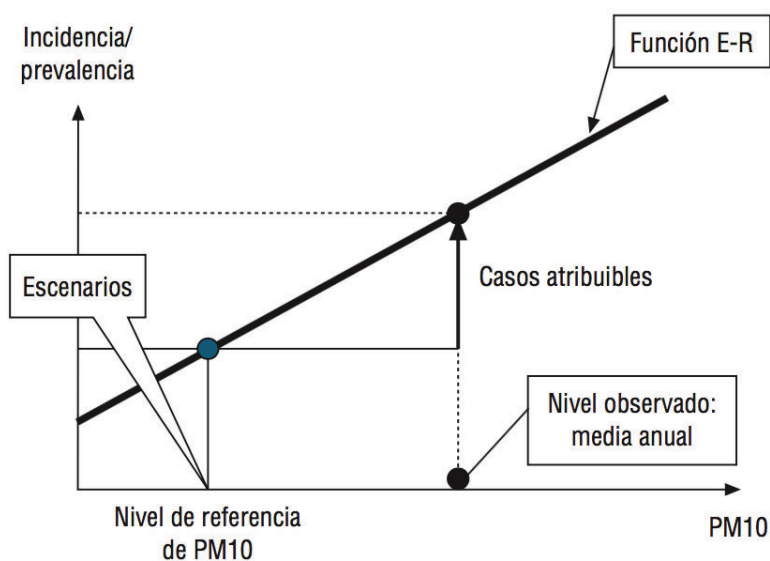 Incidencia/
prevalencia
Función E-R
Escenarios
Casos atribuibles
Nivel observado:
media anual
Nivel de referencia
de PM10
PM10